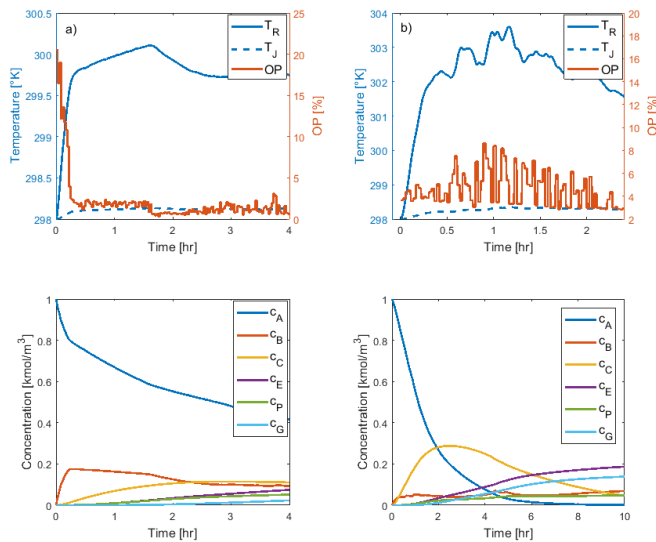 a)
300.5
300
299.5
299
298.5
298
Temperature [°K]
25
20
15
10
5
0
OP [%]
T_R
T_J
OP
0 1 2 3 4
Time [hr]
b)
304
303
302
301
300
299
298
Temperature [°K]
20
18
16
14
12
10
8
6
4
2
OP [%]
T_R
T_J
OP
0 0.5 1 1.5 2
Time [hr]
1
0.8
0.6
0.4
0.2
0
Concentration [kmol/m³]
c_A
c_B
c_C
c_E
c_P
c_G
0 1 2 3 4
Time [hr]
1
0.8
0.6
0.4
0.2
0
Concentration [kmol/m³]
c_A
c_B
c_C
c_E
c_P
c_G
0 2 4 6 8 10
Time [hr]